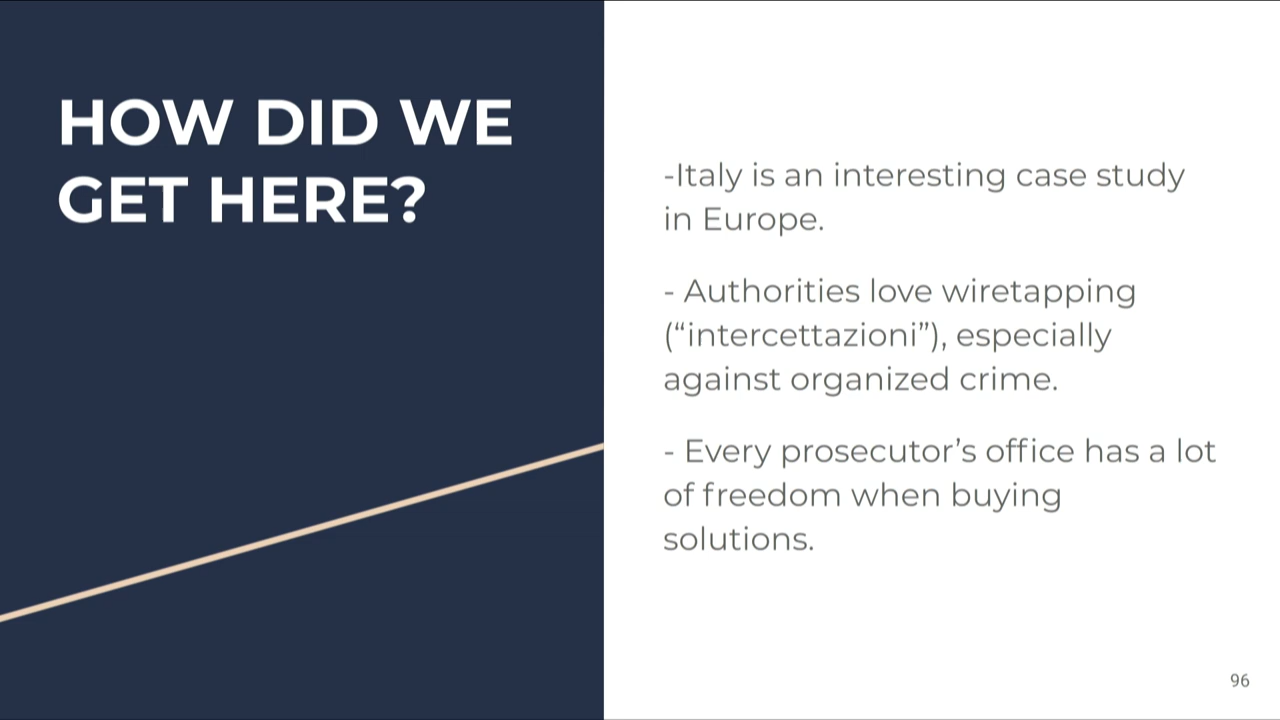 HOW DID WE
GET HERE?
-Italy is an interesting case study
in Europe.
- Authorities love wiretapping
(“intercettazioni”), especially
against organized crime.
- Every prosecutor’s office has a lot
of freedom when buying
solutions.
96